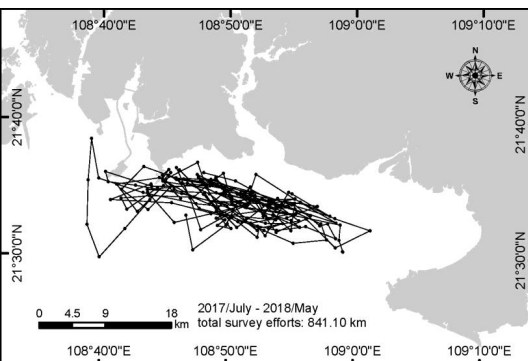 108°40'0"E 108°50'0"E 109°0'0"E 109°10'0"E
N
W E
S
21°40'0"N 21°40'0"N
21°30'0"N 21°30'0"N
2017/July - 2018/May
0 4.5 9 18
km
total survey efforts: 841.10 km
108°40'0"E 108°50'0"E 109°0'0"E 109°10'0"E